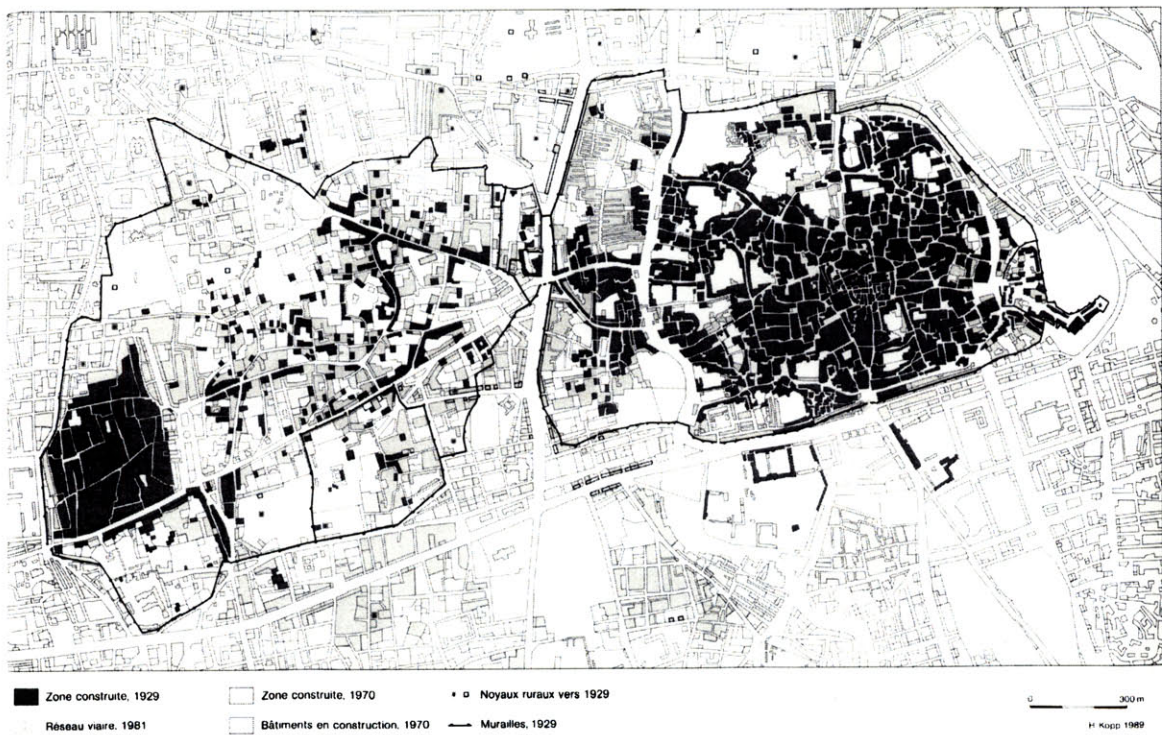 Zone construite, 1929
Zone construite, 1970
Noyaux ruraux vers 1929
Réseau viaire, 1981
Bâtiments en construction, 1970
Murailles, 1929
0 300 m
H Kopp 1989